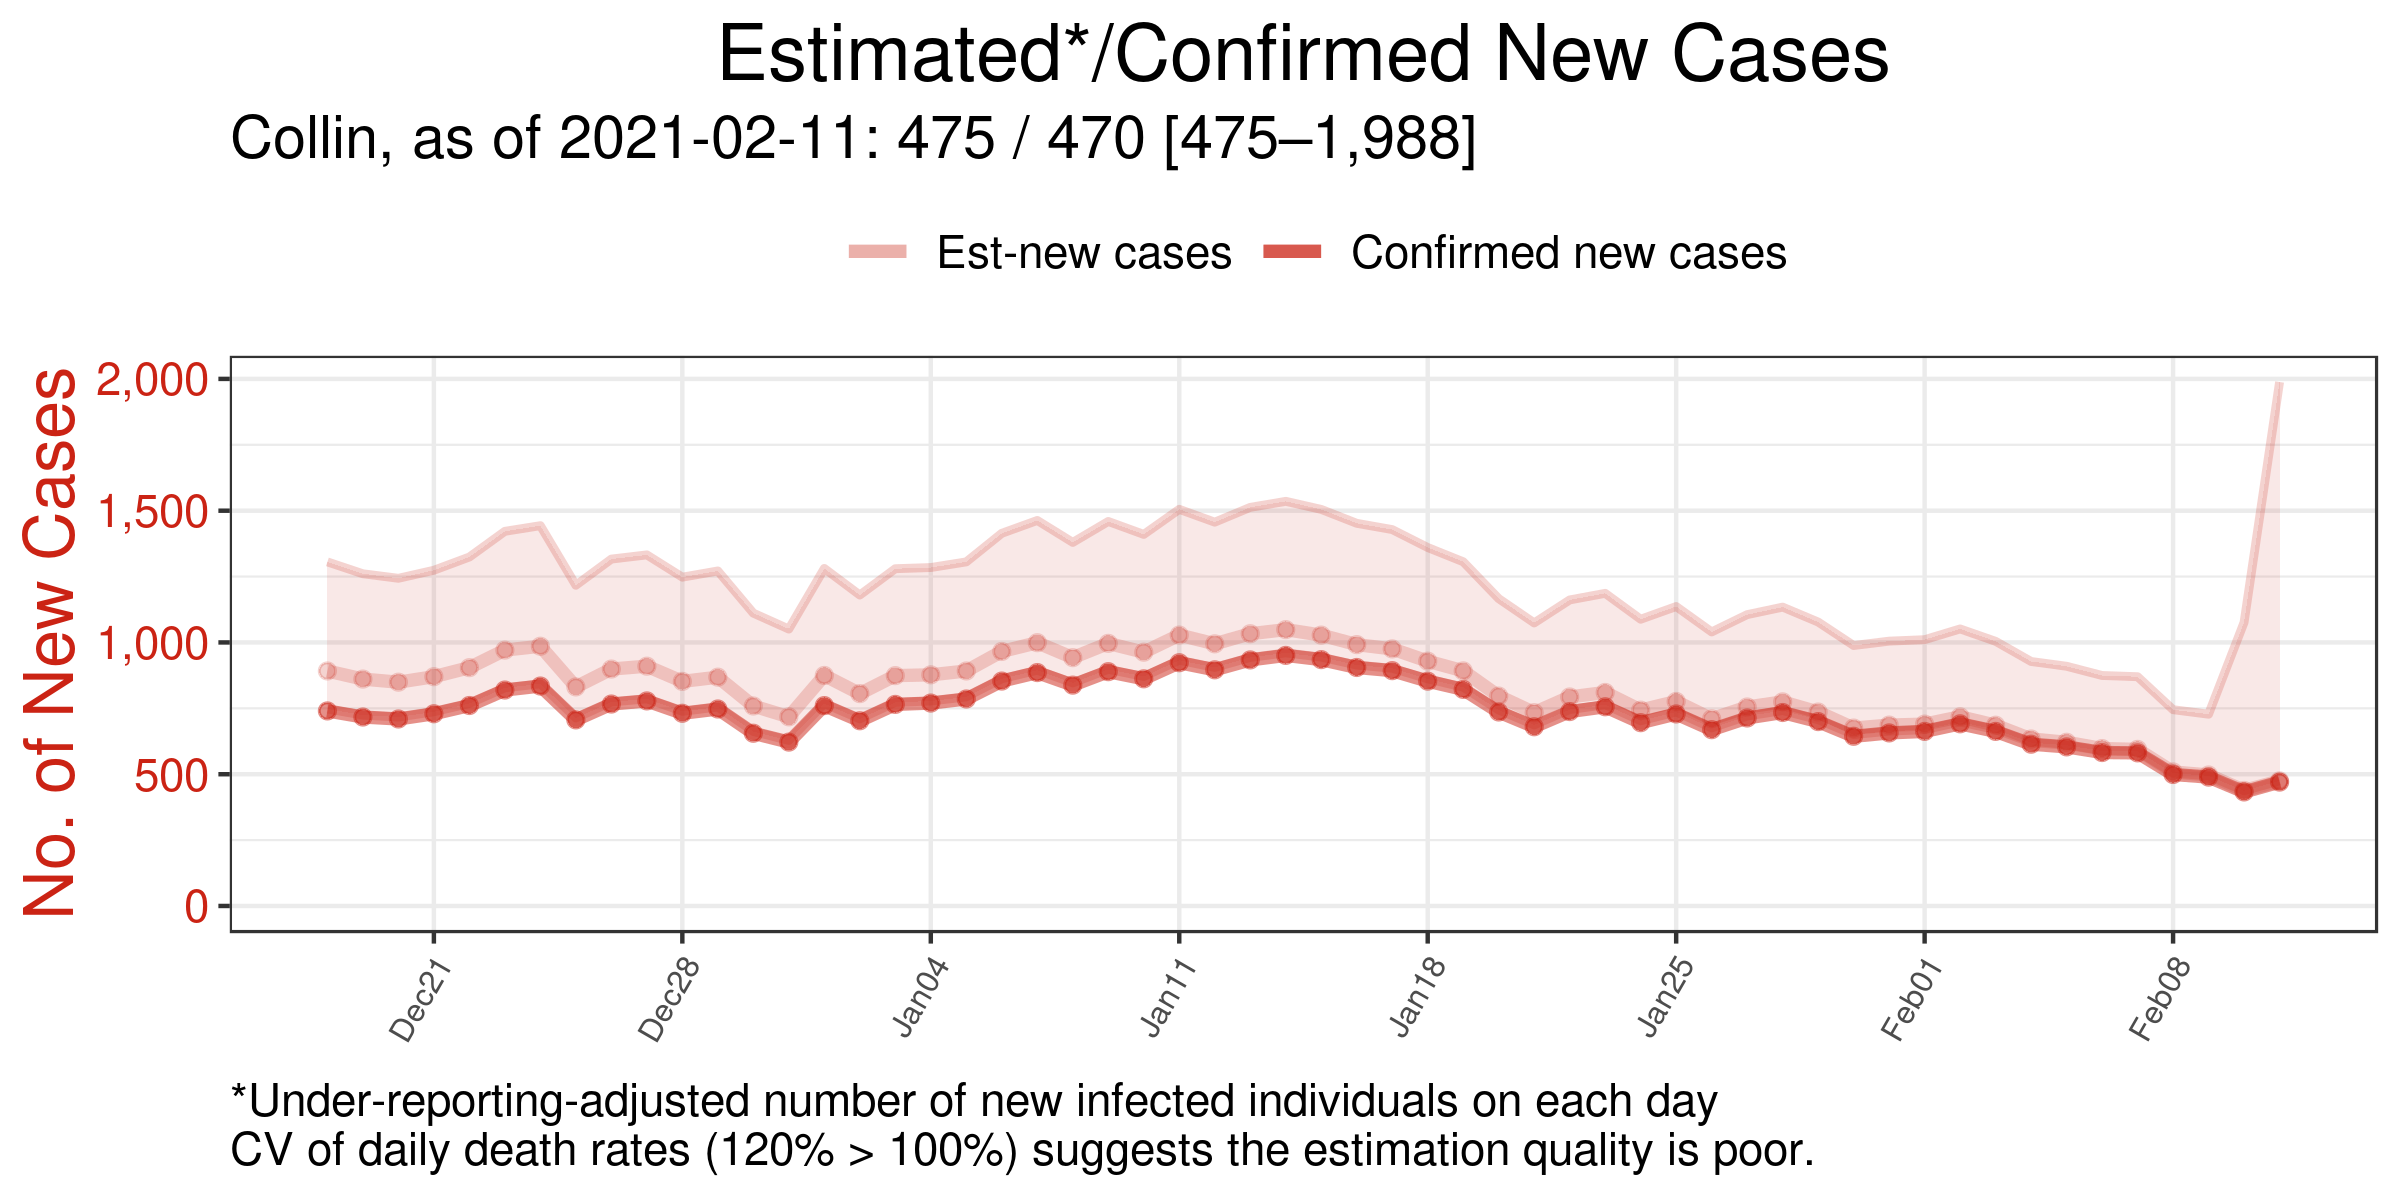 Estimated*/Confirmed New Cases
Collin, as of 2021-02-11: 475 / 470 [475–1,988]
Est-new cases Confirmed new cases
No. of New Cases
2,000
1,500
1,000
500
0
Dec21 Dec28 Jan04 Jan11 Jan18 Jan25 Feb01 Feb08
*Under-reporting-adjusted number of new infected individuals on each day
CV of daily death rates (120% > 100%) suggests the estimation quality is poor.